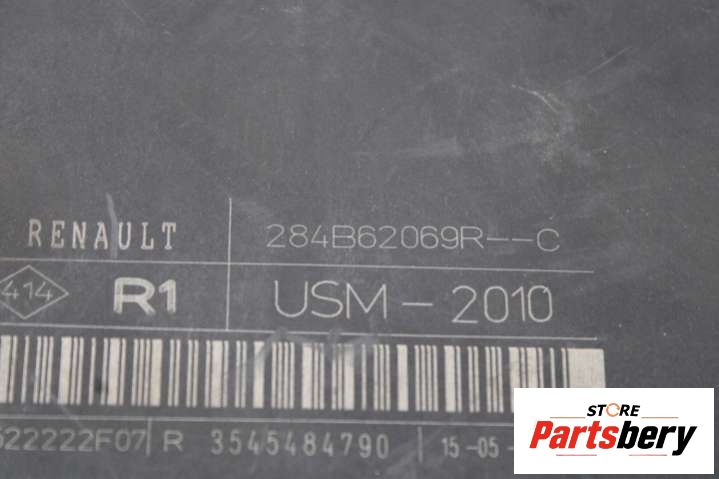 RENAULT 284B62069R--C
414 R1 USM-2010
522222F07 R 3545484790 15-05-
STORE
Partsbery